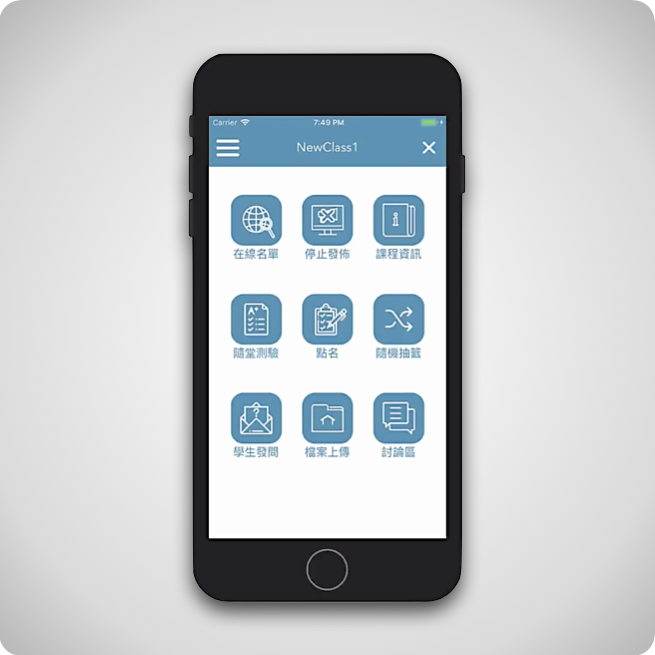 Carrier 7:49 PM
NewClass1
在線名單 停止發佈 課程資訊
A+
隨堂測驗 點名 隨機抽籤
?
學生發問 檔案上傳 討論區